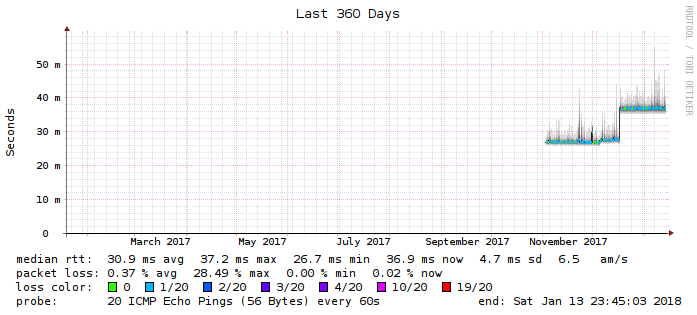 Last 360 Days
RRDTOOL / TOBI OETIKER
Seconds
50 m
40 m
30 m
20 m
10 m
0
March 2017 May 2017 July 2017 September 2017 November 2017
median rtt: 30.9 ms avg 37.2 ms max 26.7 ms min 36.9 ms now 4.7 ms sd 6.5 am/s
packet loss: 0.37 % avg 28.49 % max 0.00 % min 0.02 % now
loss color: 0 1/20 2/20 3/20 4/20 10/20 19/20
probe: 20 ICMP Echo Pings (56 Bytes) every 60s end: Sat Jan 13 23:45:03 2018